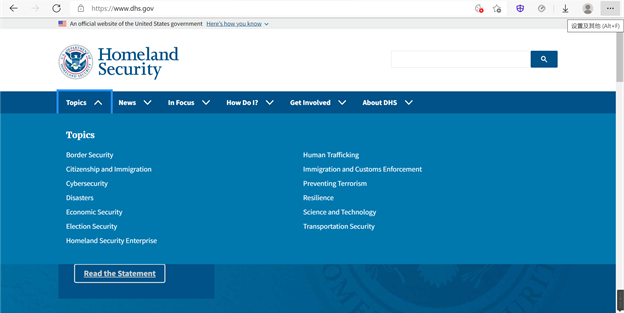 https://www.dhs.gov
设置及其他 (Alt+F)
An official website of the United States government Here's how you know
Homeland
Security
Topics News In Focus How Do I? Get Involved About DHS
Topics
Border Security
Citizenship and Immigration
Cybersecurity
Disasters
Economic Security
Election Security
Homeland Security Enterprise
Human Trafficking
Immigration and Customs Enforcement
Preventing Terrorism
Resilience
Science and Technology
Transportation Security
Read the Statement